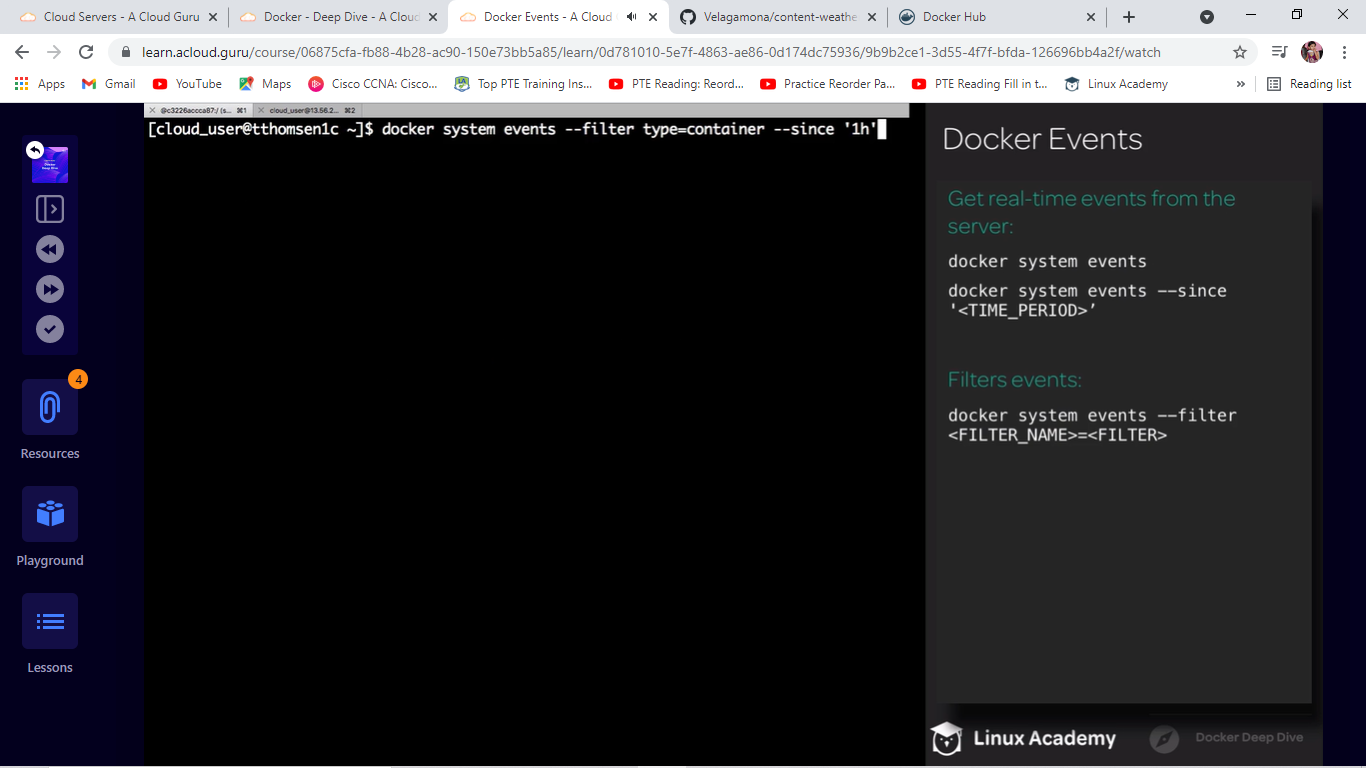 Cloud Servers - A Cloud Guru
Docker - Deep Dive - A Cloud
Docker Events - A Cloud
Velagamona/content-weathe
Docker Hub
learn.acloud.guru/course/06875cfa-fb88-4b28-ac90-150e73bb5a85/learn/0d781010-5e7f-4863-ae86-0d174dc75936/9b9b2ce1-3d55-4f7f-bfda-126696bb4a2f/watch
Apps
Gmail
YouTube
Maps
Cisco CCNA: Cisco...
Top PTE Training Ins...
PTE Reading: Reord...
Practice Reorder Pa...
PTE Reading Fill in t...
Linux Academy
»
Reading list
@c3226accca87:/ (s... ⌘1
cloud_user@13.56.2... ⌘2
[cloud_user@tthomsen1c ~]$ docker system events --filter type=container --since '1h'
Docker
Deep Dive
4
Resources
Playground
Lessons
Docker Events
Get real-time events from the
server:
docker system events
docker system events --since
'<TIME_PERIOD>’
Filters events:
docker system events --filter
<FILTER_NAME>=<FILTER>
Linux Academy
Docker Deep Dive